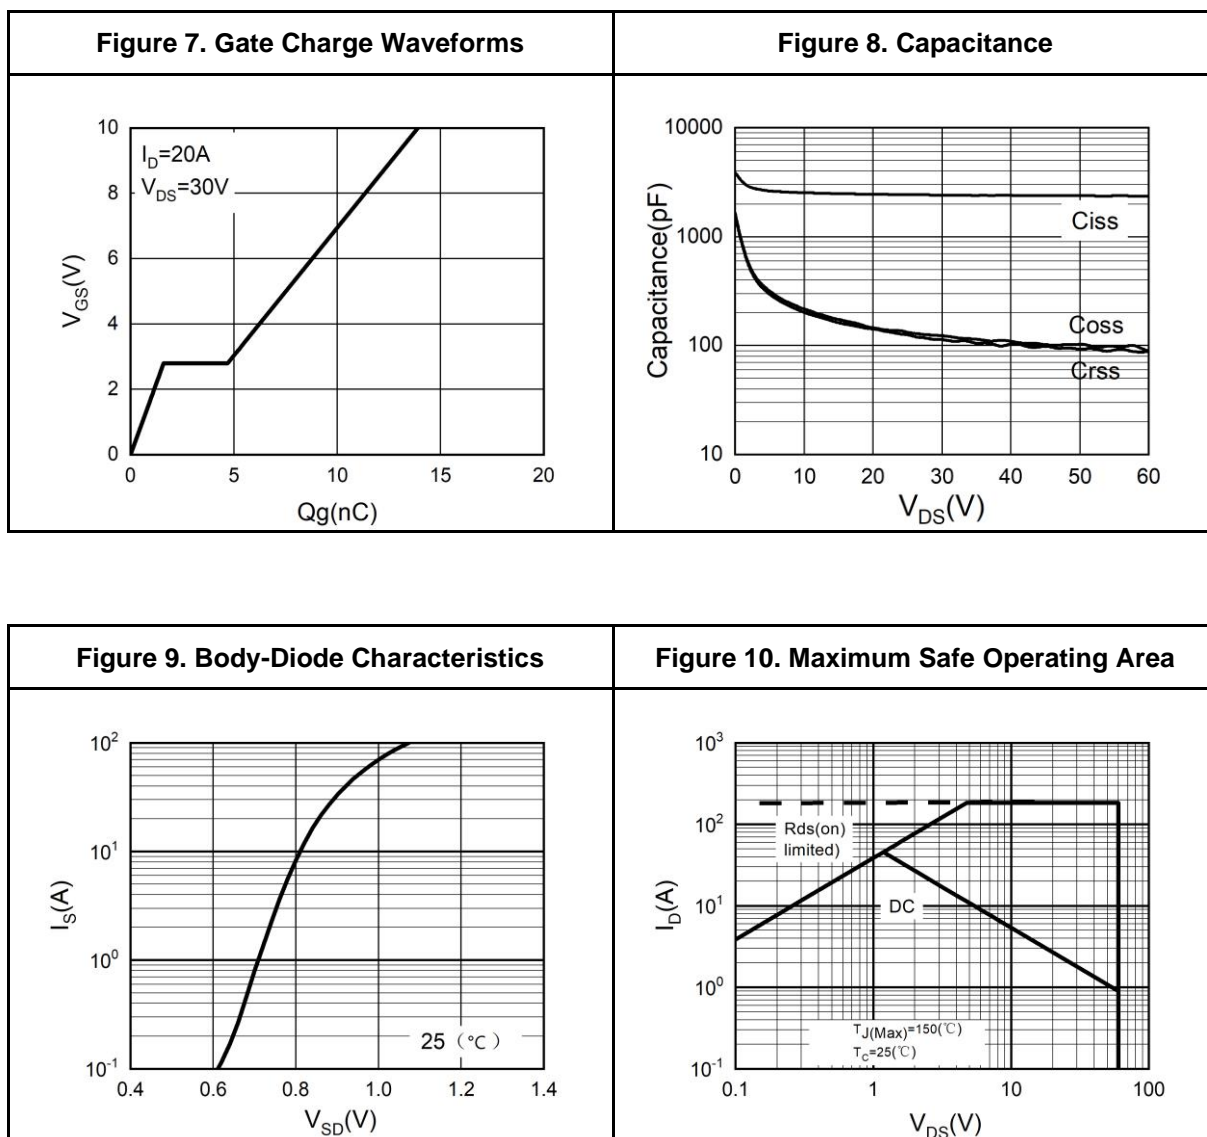 Figure 7. Gate Charge Waveforms
Figure 8. Capacitance
10
8
6
4
2
0
V_GS(V)
I_D=20A
V_DS=30V
0 5 10 15 20
Qg(nC)
10000
1000
100
10
Capacitance(pF)
Ciss
Coss
Crss
0 10 20 30 40 50 60
V_DS(V)
Figure 9. Body-Diode Characteristics
Figure 10. Maximum Safe Operating Area
10^2
10^1
10^0
10^-1
I_S(A)
25（℃）
0.4 0.6 0.8 1.0 1.2 1.4
V_SD(V)
10^3
10^2
10^1
10^0
10^-1
I_D(A)
Rds(on)
limited)
DC
T_J(Max)=150(℃)
T_C=25(℃)
0.1 1 10 100
V_DS(V)